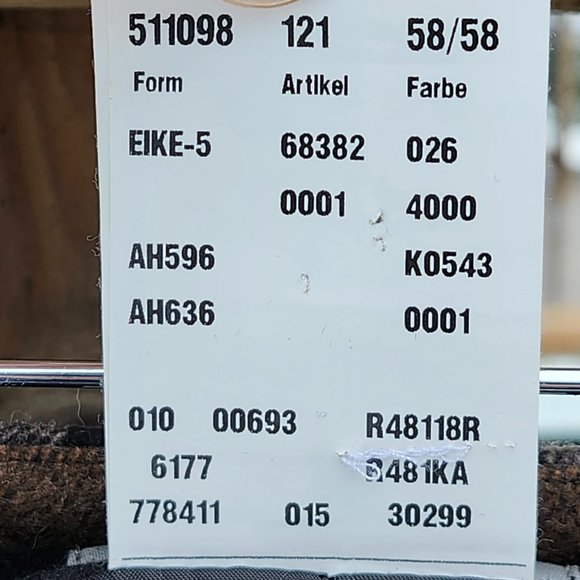 511098 121 58/58
Form Artikel Farbe
EIKE-5 68382 026
0001 4000
AH596 K0543
AH636 0001
010 00693 R48118R
6177 R481KA
778411 015 30299